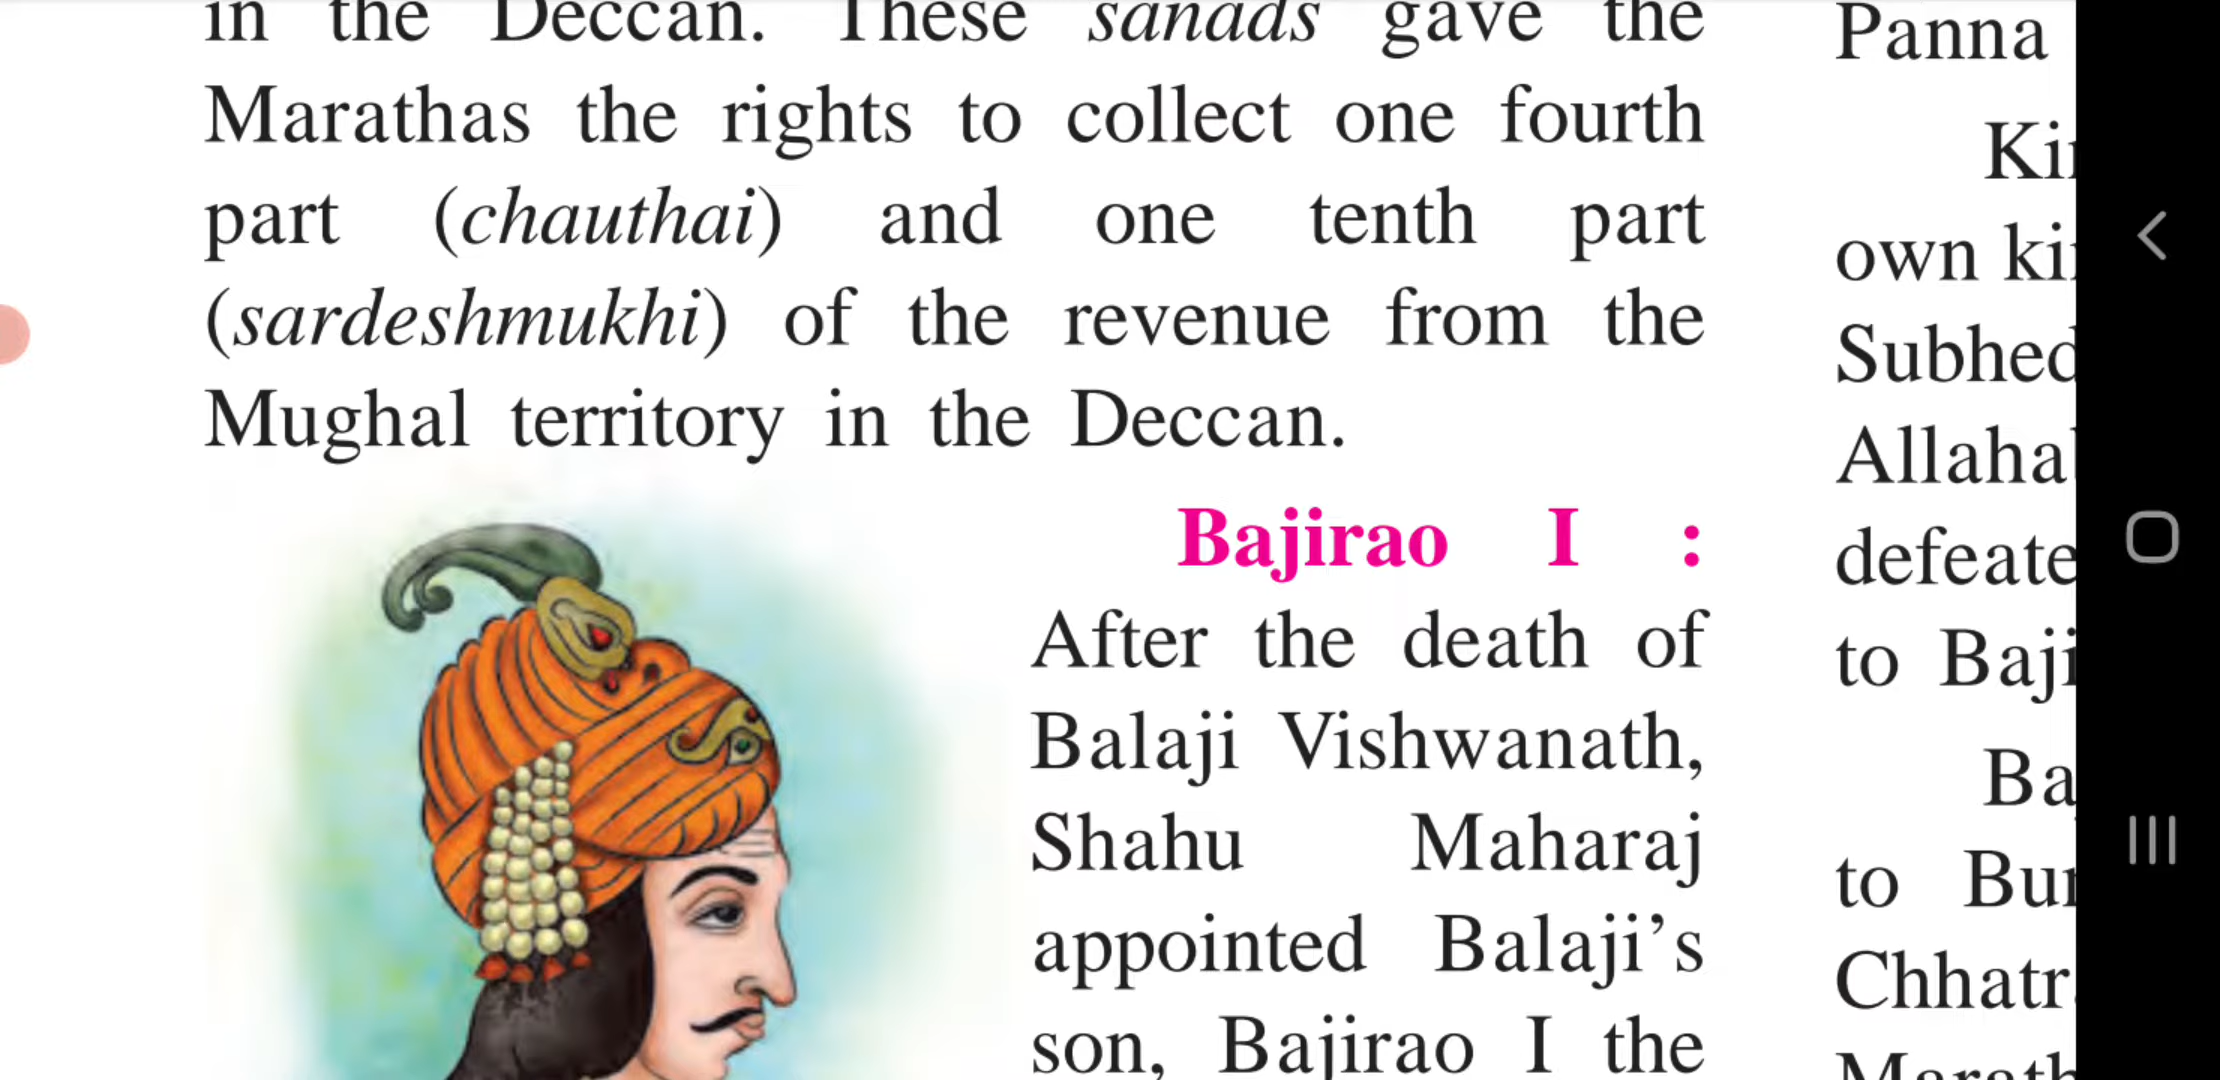 in the Deccan. These sanads gave the
Marathas the rights to collect one fourth
part (chauthai) and one tenth part
(sardeshmukhi) of the revenue from the
Mughal territory in the Deccan.
Bajirao I :
After the death of
Balaji Vishwanath,
Shahu Maharaj
appointed Balaji’s
son, Bajirao I the
Panna
own
to
to